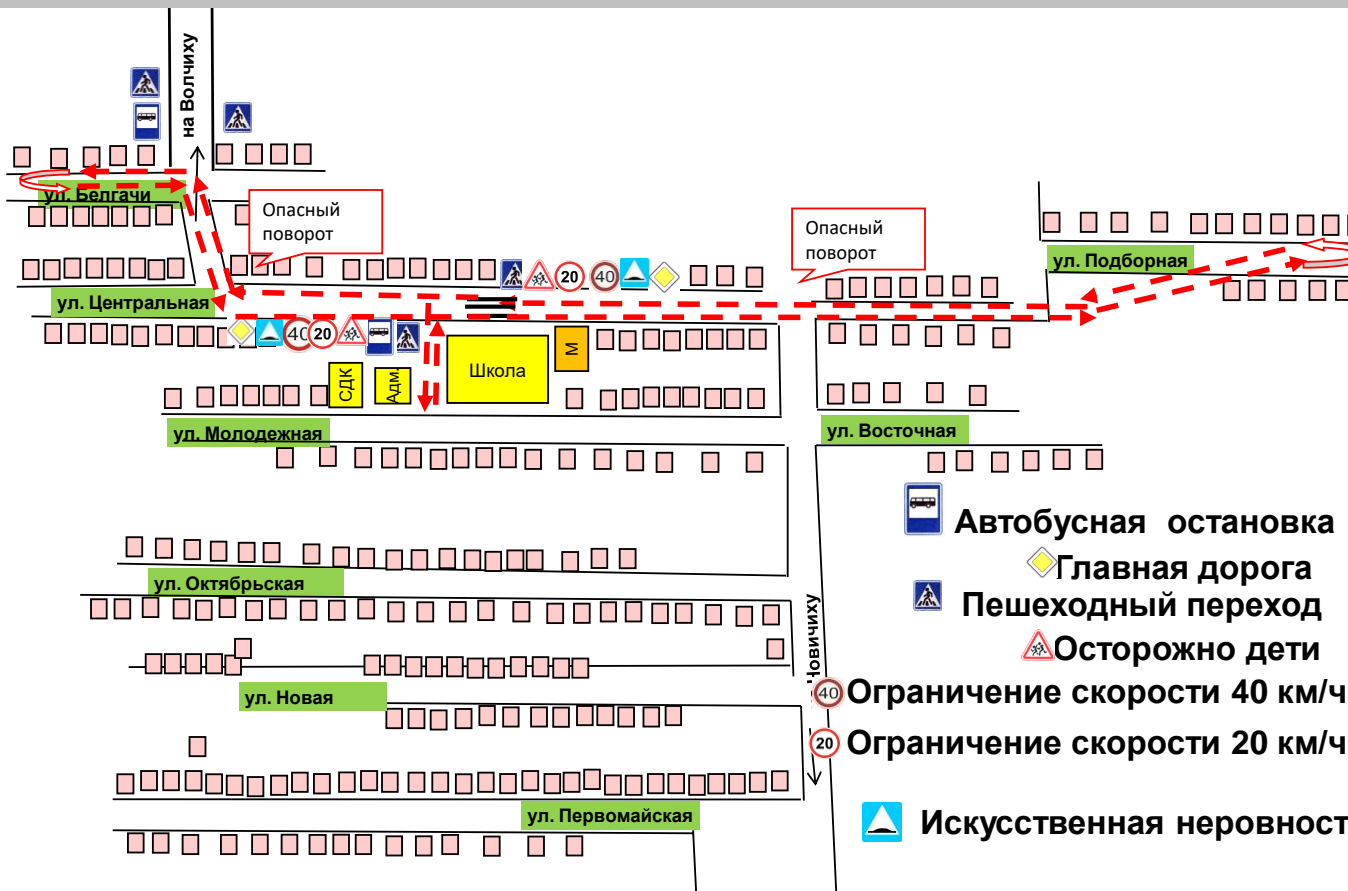 на Волчиху
ул. Белгачи
Опасный
поворот
Опасный
поворот
ул. Подборная
ул. Центральная
20
40
40
20
СДК
Адм.
Школа
М
ул. Молодежная
ул. Восточная
Автобусная остановка
Главная дорога
Пешеходный переход
Осторожно дети
ул. Октябрьская
Новичиху
ул. Новая
40 Ограничение скорости 40 км/ч
20 Ограничение скорости 20 км/ч
ул. Первомайская
Искусственная неровност